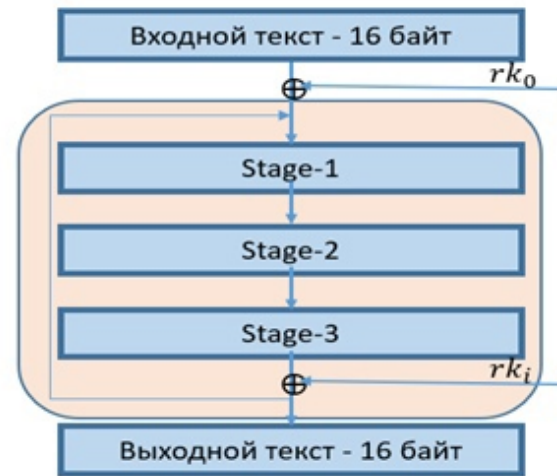 Входной текст - 16 байт
rk₀
Stage-1
Stage-2
Stage-3
rkᵢ
Выходной текст - 16 байт